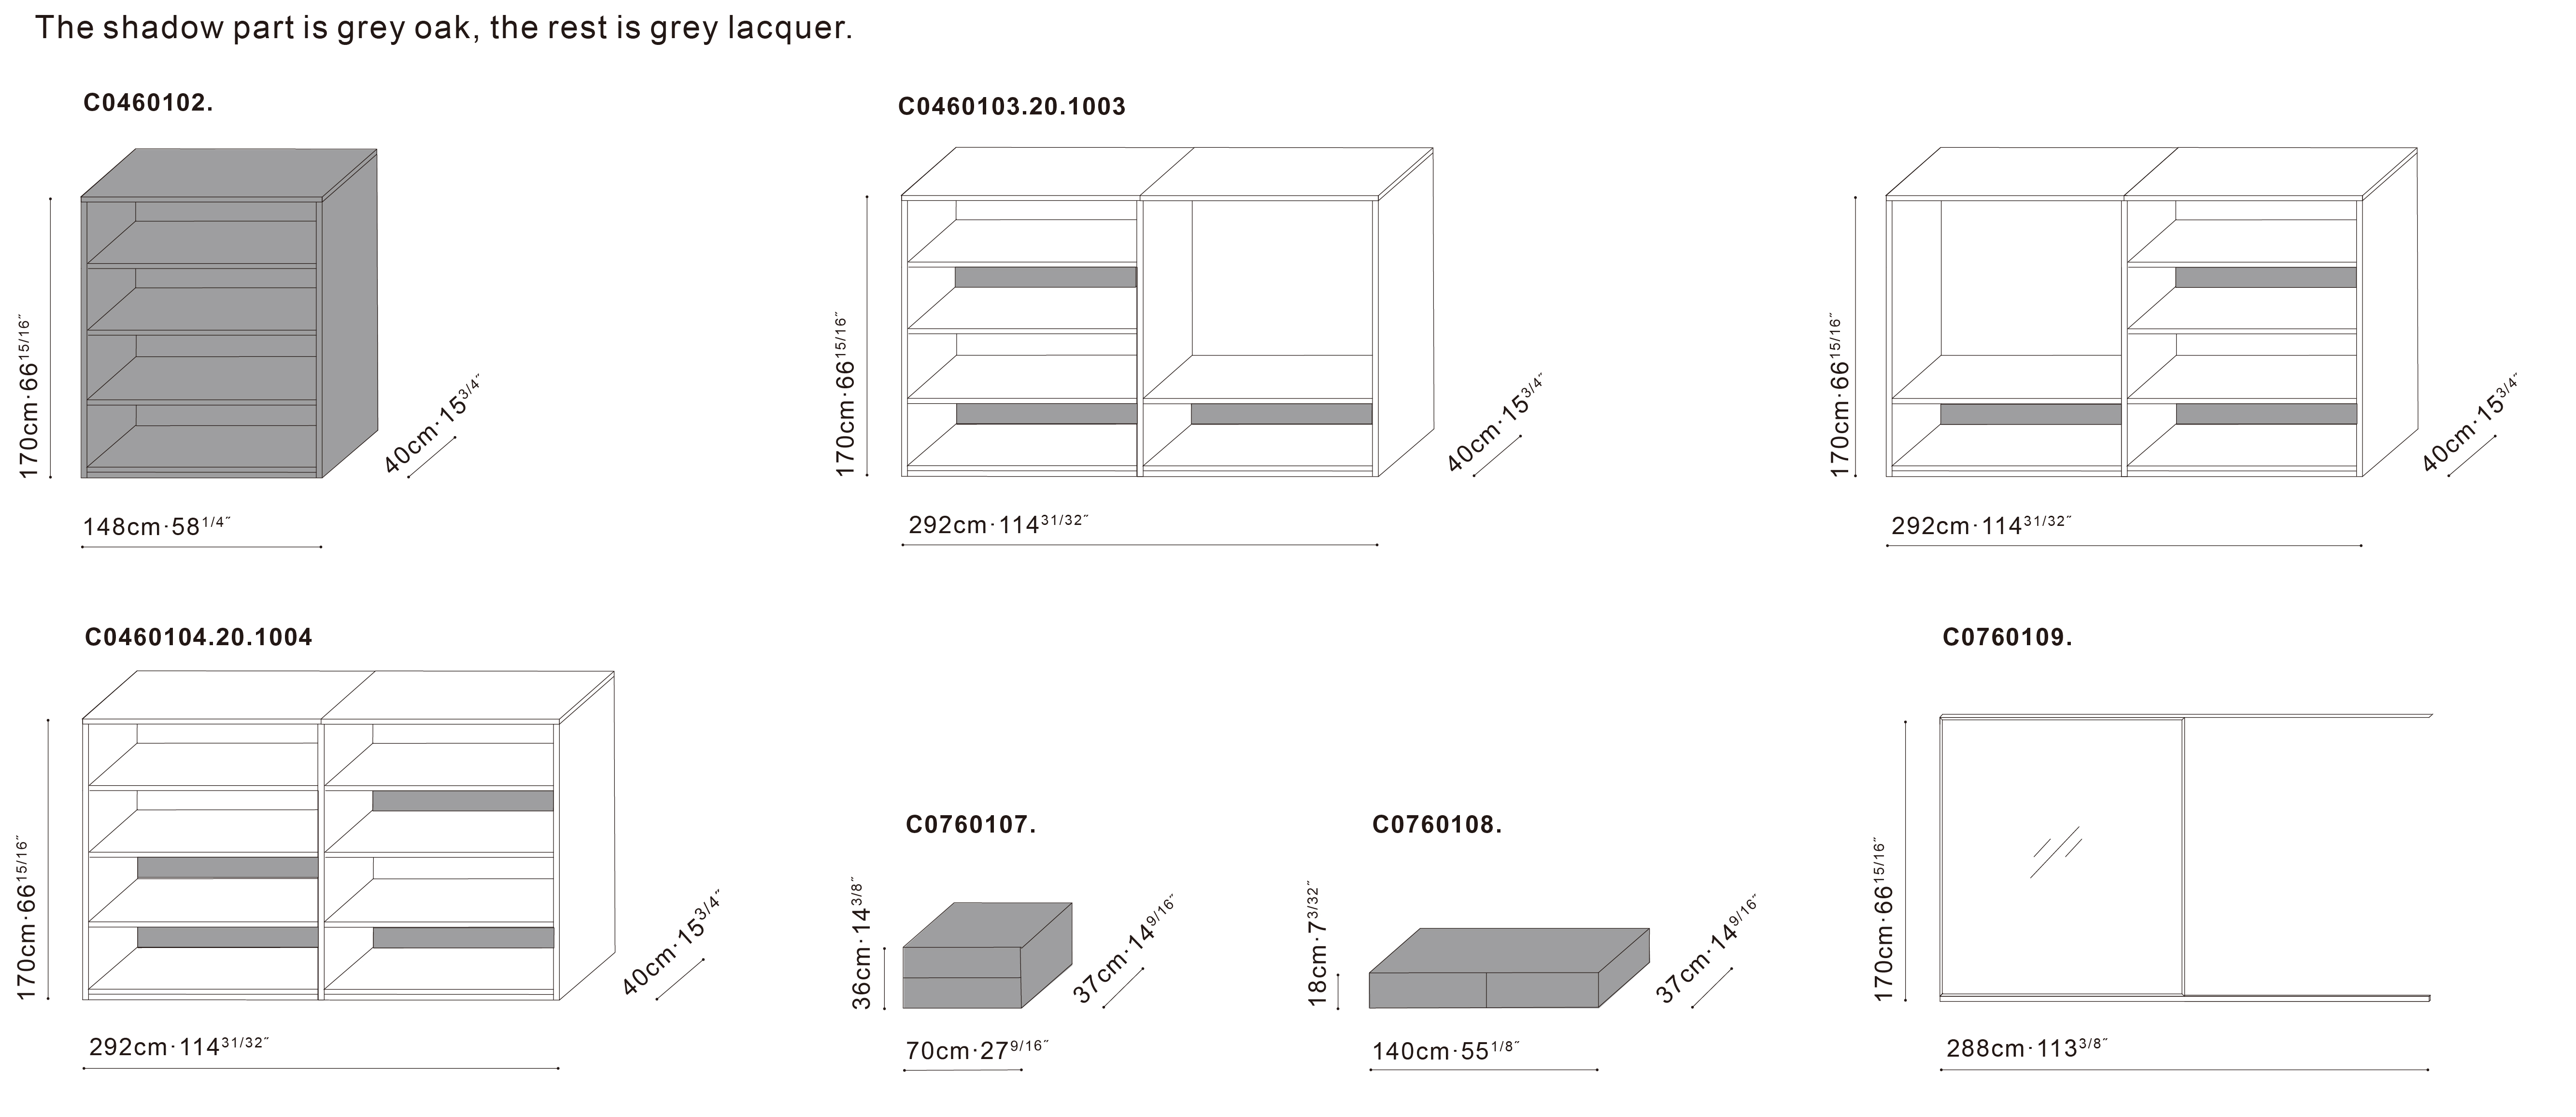 The shadow part is grey oak, the rest is grey lacquer.
C0460102.
170cm·66 15/16″
40cm·15 3/4″
148cm·58 1/4″
C0460103.20.1003
170cm·66 15/16″
40cm·15 3/4″
292cm·114 31/32″
170cm·66 15/16″
40cm·15 3/4″
292cm·114 31/32″
C0460104.20.1004
170cm·66 15/16″
40cm·15 3/4″
292cm·114 31/32″
C0760107.
36cm·14 3/8″
37cm·14 9/16″
70cm·27 9/16″
C0760108.
18cm·7 3/32″
37cm·14 9/16″
140cm·55 1/8″
C0760109.
170cm·66 15/16″
288cm·113 3/8″